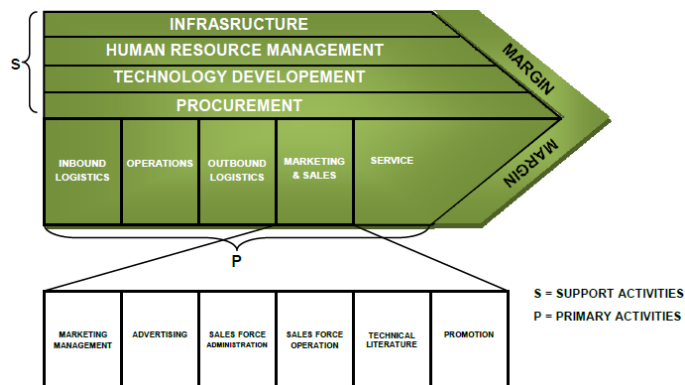 INFRASRUCTURE
HUMAN RESOURCE MANAGEMENT
S
TECHNOLOGY DEVELOPEMENT
PROCUREMENT
MARGIN
MARGIN
INBOUND
LOGISTICS
OPERATIONS
OUTBOUND
LOGISTICS
MARKETING
& SALES
SERVICE
P
MARKETING
MANAGEMENT
ADVERTISING
SALES FORCE
ADMINISTRATION
SALES FORCE
OPERATION
TECHNICAL
LITERATURE
PROMOTION
S = SUPPORT ACTIVITIES
P = PRIMARY ACTIVITIES